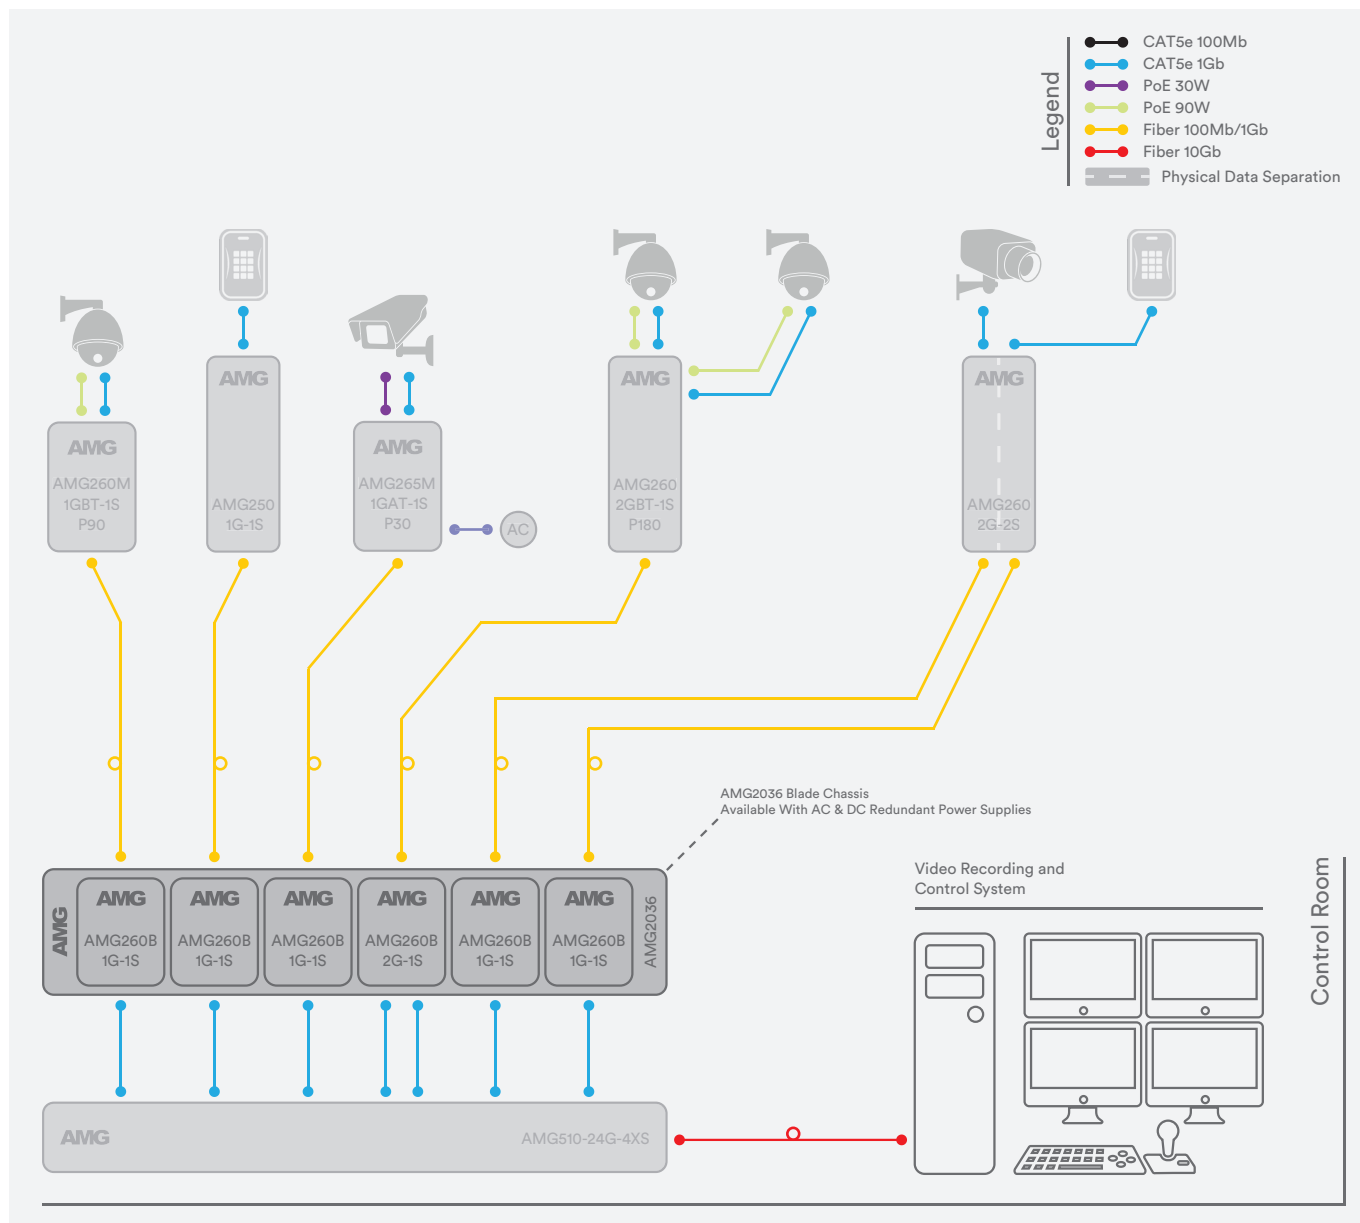 Legend
CAT5e 100Mb
CAT5e 1Gb
PoE 30W
PoE 90W
Fiber 100Mb/1Gb
Fiber 10Gb
Physical Data Separation
AMG
AMG260M
1GBT-1S
P90
AMG
AMG250
1G-1S
AMG
AMG265M
1GAT-1S
P30
AC
AMG
AMG260
2GBT-1S
P180
AMG
AMG260
2G-2S
AMG2036 Blade Chassis
Available With AC & DC Redundant Power Supplies
AMG
AMG
AMG260B
1G-1S
AMG
AMG260B
1G-1S
AMG
AMG260B
1G-1S
AMG
AMG260B
2G-1S
AMG
AMG260B
1G-1S
AMG
AMG260B
1G-1S
AMG2036
AMG
AMG510-24G-4XS
Video Recording and
Control System
Control Room